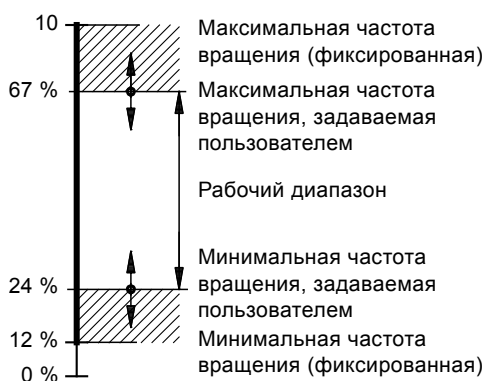 10
Максимальная частота
вращения (фиксированная)
67 %
Максимальная частота
вращения, задаваемая
пользователем
Рабочий диапазон
Минимальная частота
24 %
вращения, задаваемая
пользователем
12 %
Минимальная частота
вращения (фиксированная)
0 %